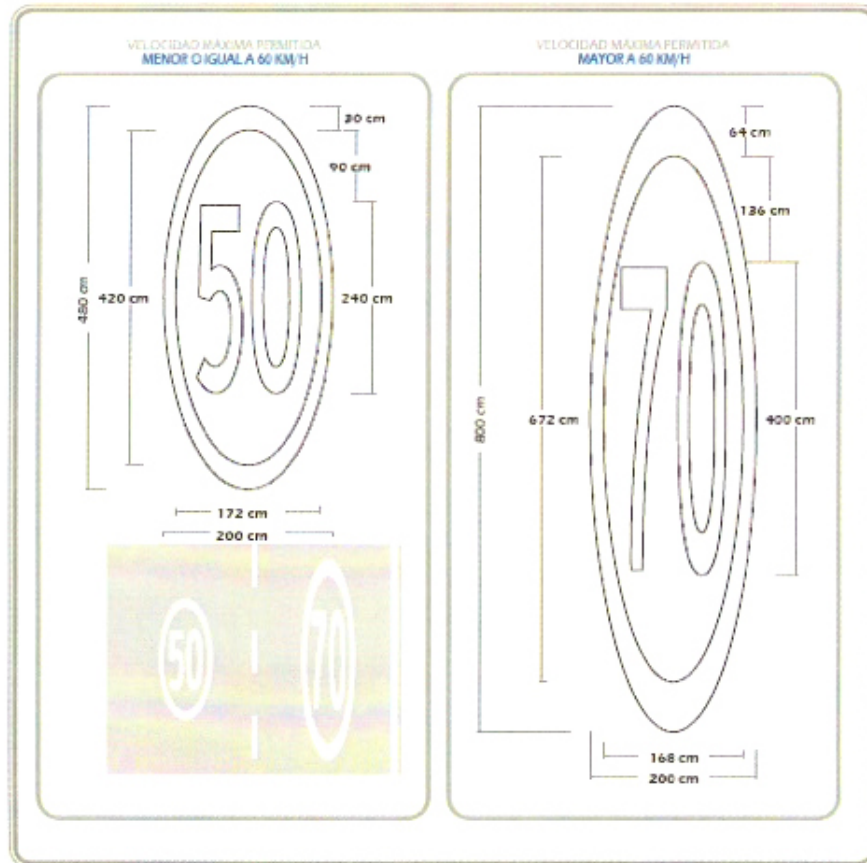 VELOCIDAD MÁXIMA PERMITIDA
MENOR O IGUAL A 60 KM/H
30 cm
90 cm
480 cm
420 cm
240 cm
50
172 cm
200 cm
50
70
VELOCIDAD MÁXIMA PERMITIDA
MAYOR A 60 KM/H
64 cm
136 cm
70
800 cm
672 cm
400 cm
168 cm
200 cm